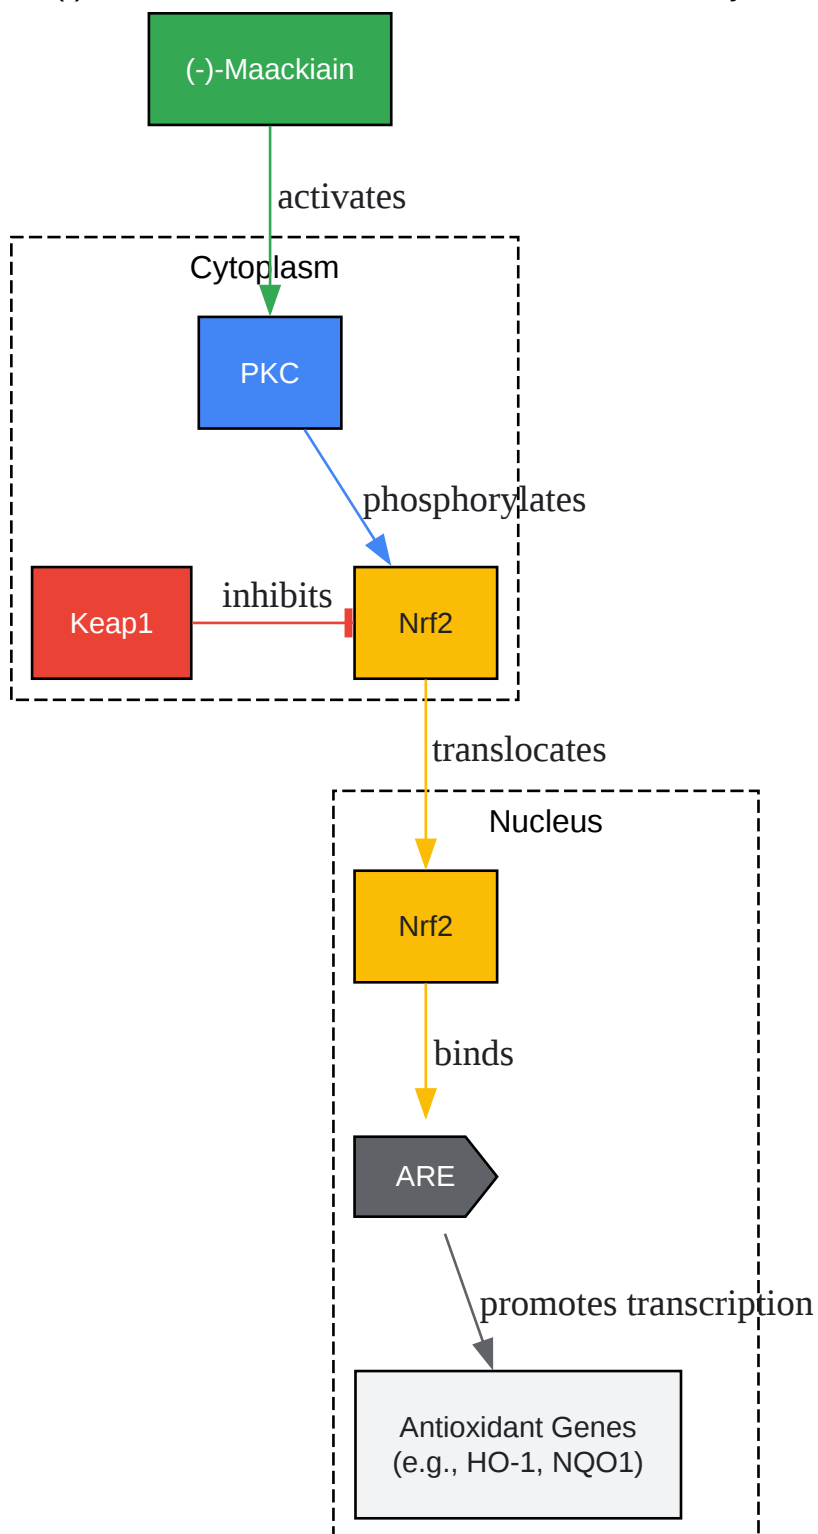 (-)-Maackiain
activates
Cytoplasm
PKC
phosphorylates
Keap1
inhibits
Nrf2
translocates
Nucleus
Nrf2
binds
ARE
promotes transcription
Antioxidant Genes
(e.g., HO-1, NQO1)